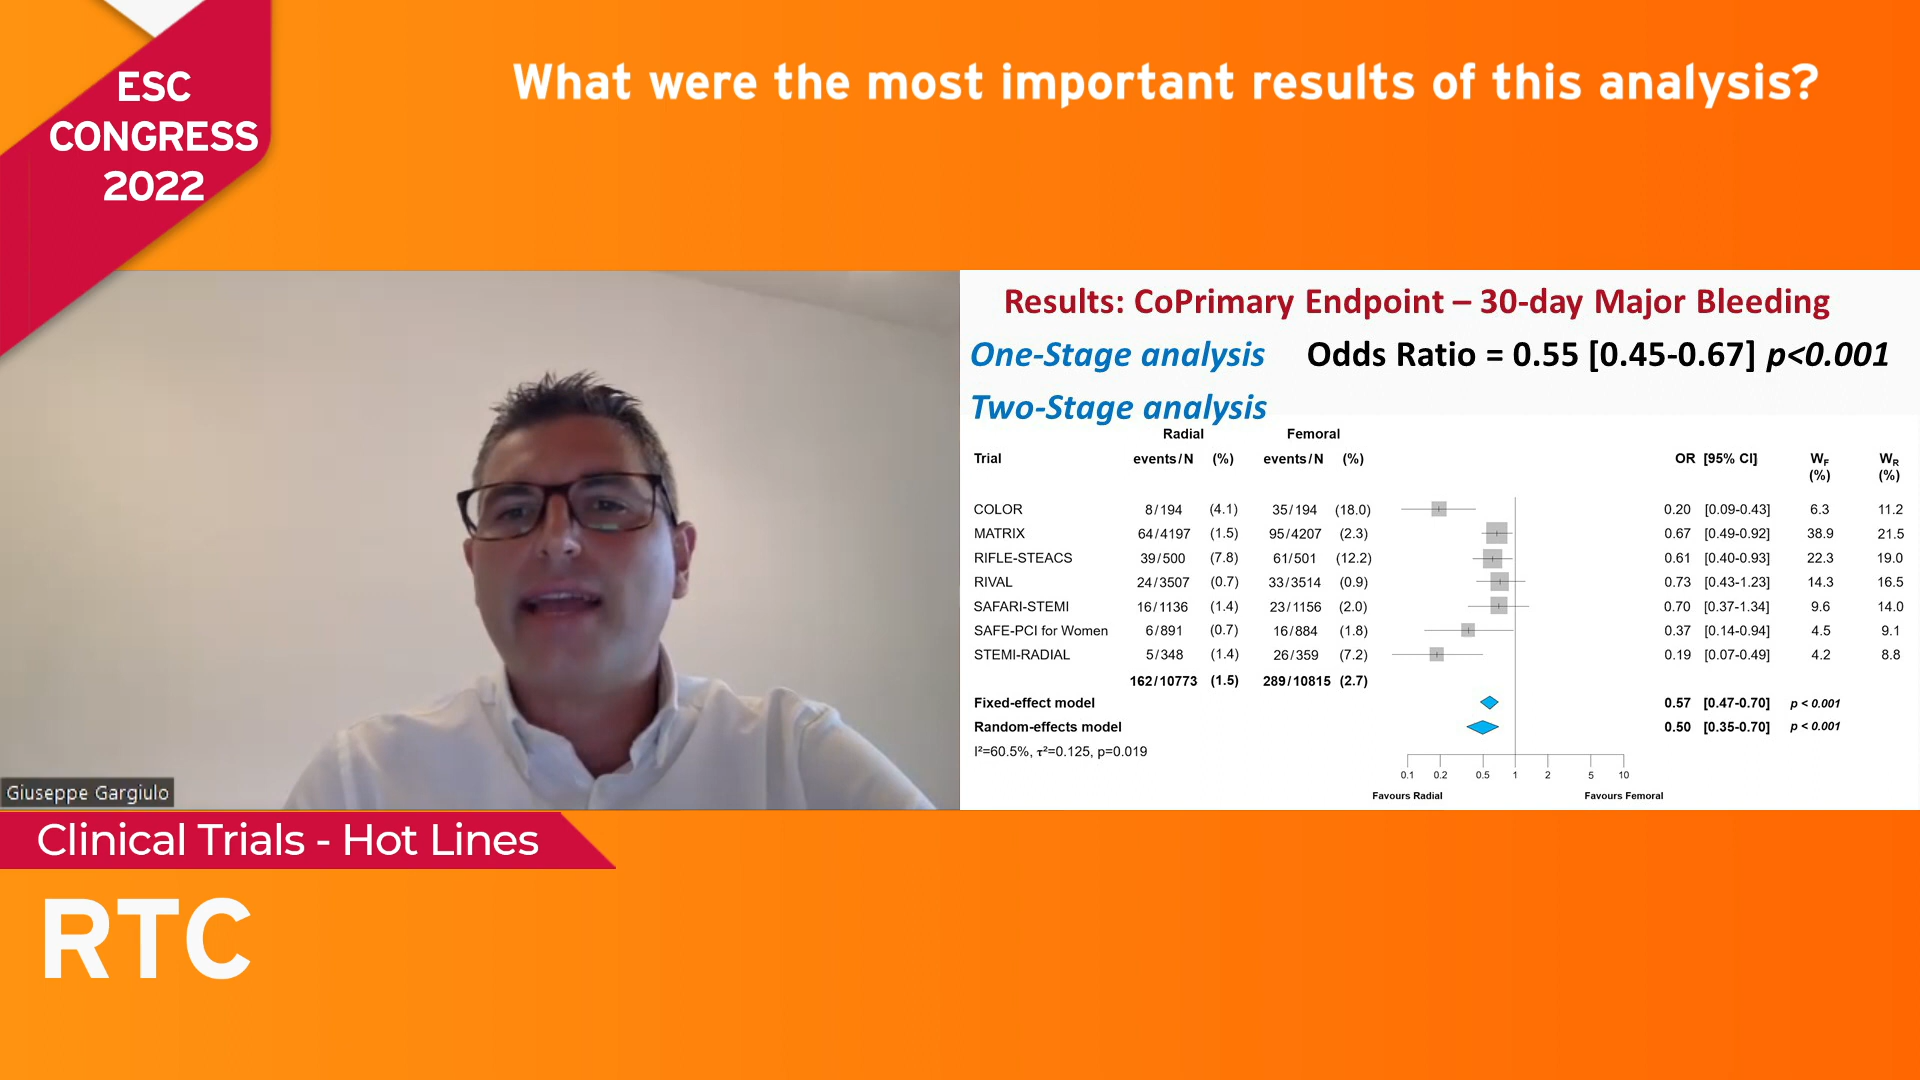 ESC
CONGRESS
2022
What were the most important results of this analysis?
Results: CoPrimary Endpoint – 30-day Major Bleeding
One-Stage analysis Odds Ratio = 0.55 [0.45-0.67] p<0.001
Two-Stage analysis
Radial Femoral
Trial events/N (%) events/N (%) OR [95% CI] WF (%) WR (%)
COLOR 8/194 (4.1) 35/194 (18.0) 0.20 [0.09-0.43] 6.3 11.2
MATRIX 64/4197 (1.5) 95/4207 (2.3) 0.67 [0.49-0.92] 38.9 21.5
RIFLE-STEACS 39/500 (7.8) 61/501 (12.2) 0.61 [0.40-0.93] 22.3 19.0
RIVAL 24/3507 (0.7) 33/3514 (0.9) 0.73 [0.43-1.23] 14.3 16.5
SAFARI-STEMI 16/1136 (1.4) 23/1156 (2.0) 0.70 [0.37-1.34] 9.6 14.0
SAFE-PCI for Women 6/891 (0.7) 16/884 (1.8) 0.37 [0.14-0.94] 4.5 9.1
STEMI-RADIAL 5/348 (1.4) 26/359 (7.2) 0.19 [0.07-0.49] 4.2 8.8
162/10773 (1.5) 289/10815 (2.7)
Fixed-effect model 0.57 [0.47-0.70] p < 0.001
Random-effects model 0.50 [0.35-0.70] p < 0.001
I²=60.5%, τ²=0.125, p=0.019
0.1 0.2 0.5 1 2 5 10
Favours Radial Favours Femoral
Giuseppe Gargiulo
Clinical Trials - Hot Lines
RTC